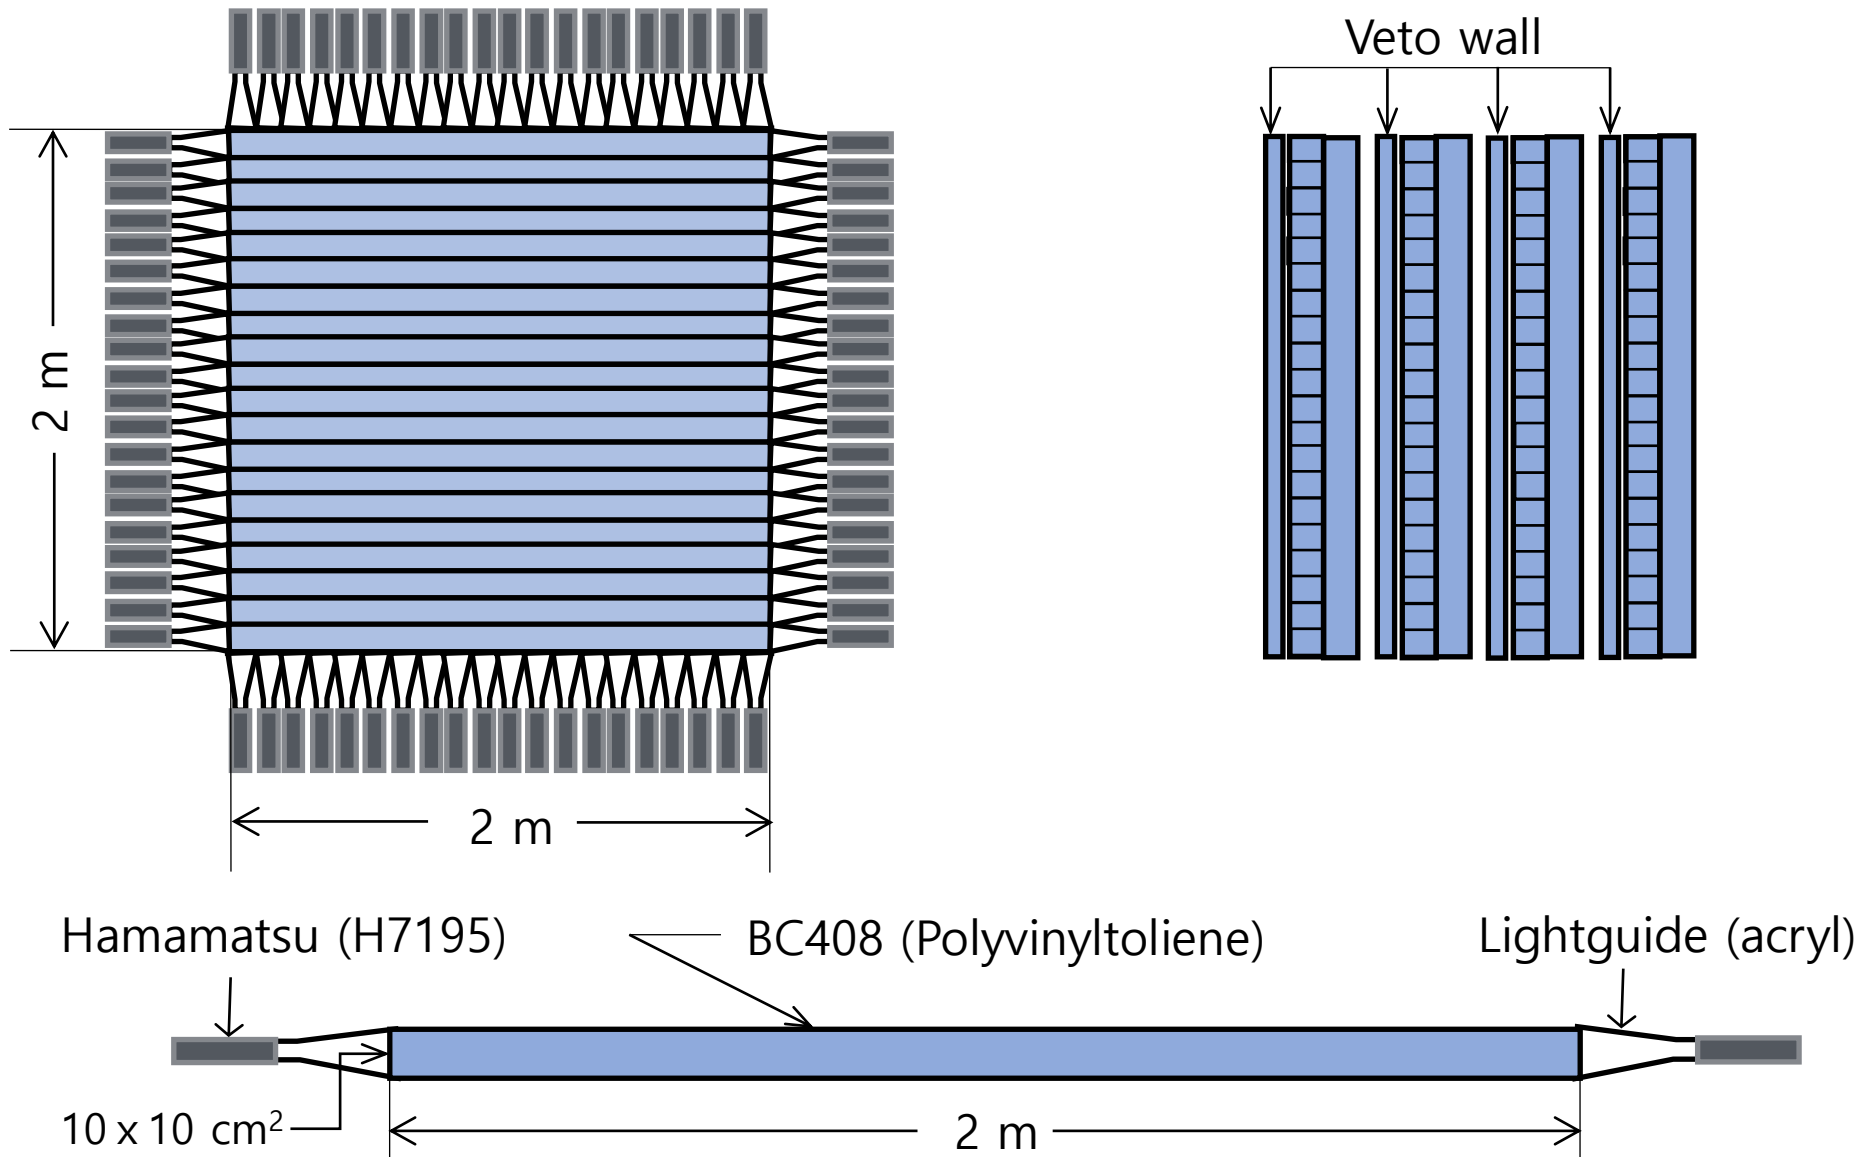 Veto wall
2 m
2 m
Hamamatsu (H7195)
BC408 (Polyvinyltoliene)
Lightguide (acryl)
10 x 10 cm²
2 m